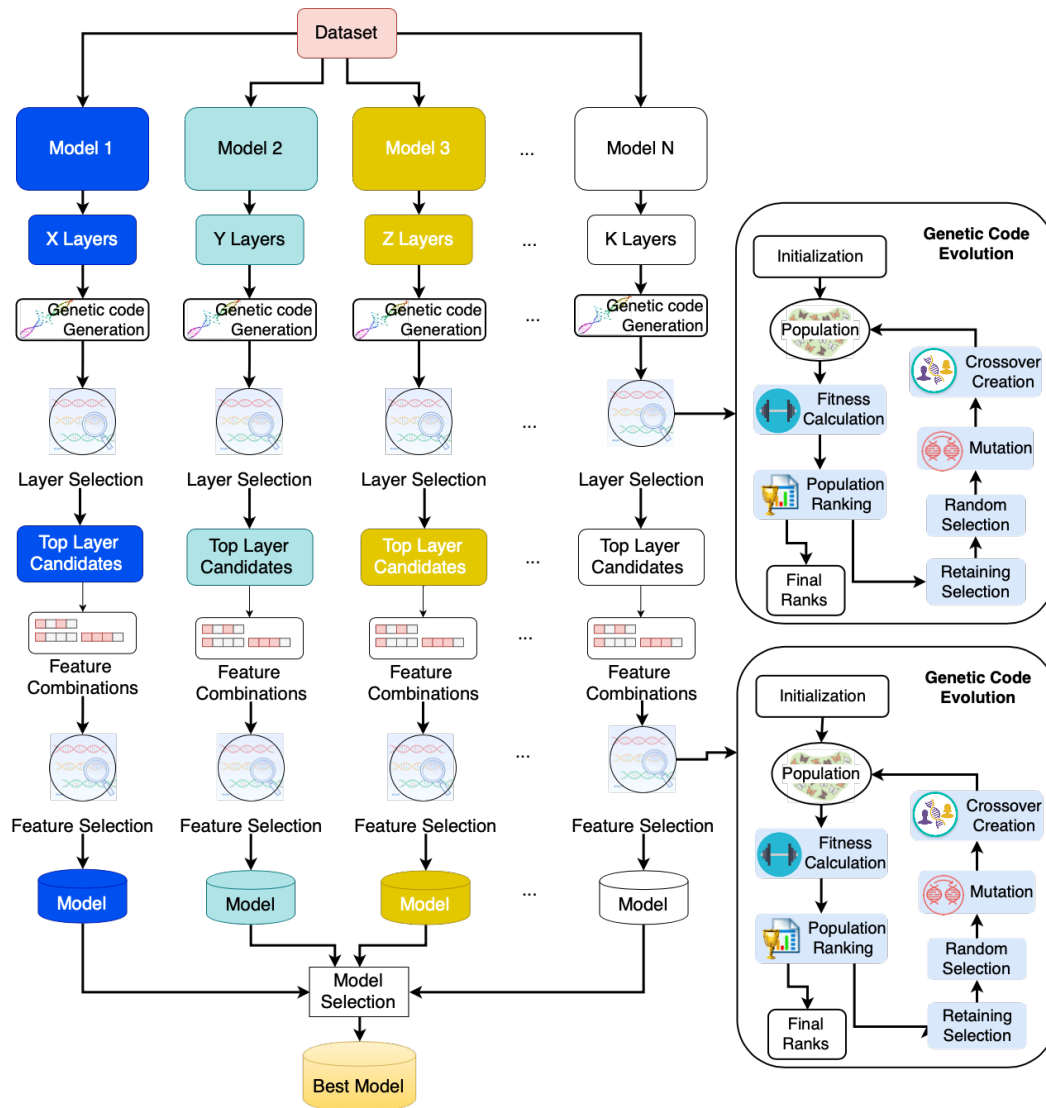 Dataset
Model 1
Model 2
Model 3
...
Model N
X Layers
Y Layers
Z Layers
...
K Layers
Genetic code
Generation
Genetic code
Generation
Genetic code
Generation
...
Genetic code
Generation
...
Layer Selection
Layer Selection
Layer Selection
Layer Selection
Top Layer
Candidates
Top Layer
Candidates
Top Layer
Candidates
...
Top Layer
Candidates
...
Feature
Combinations
Feature
Combinations
Feature
Combinations
Feature
Combinations
...
Feature Selection
Feature Selection
Feature Selection
Feature Selection
Model
Model
Model
...
Model
Model
Selection
Best Model
Genetic Code
Evolution
Initialization
Population
Fitness
Calculation
Population
Ranking
Final
Ranks
Crossover
Creation
Mutation
Random
Selection
Retaining
Selection
Genetic Code
Evolution
Initialization
Population
Fitness
Calculation
Population
Ranking
Final
Ranks
Crossover
Creation
Mutation
Random
Selection
Retaining
Selection